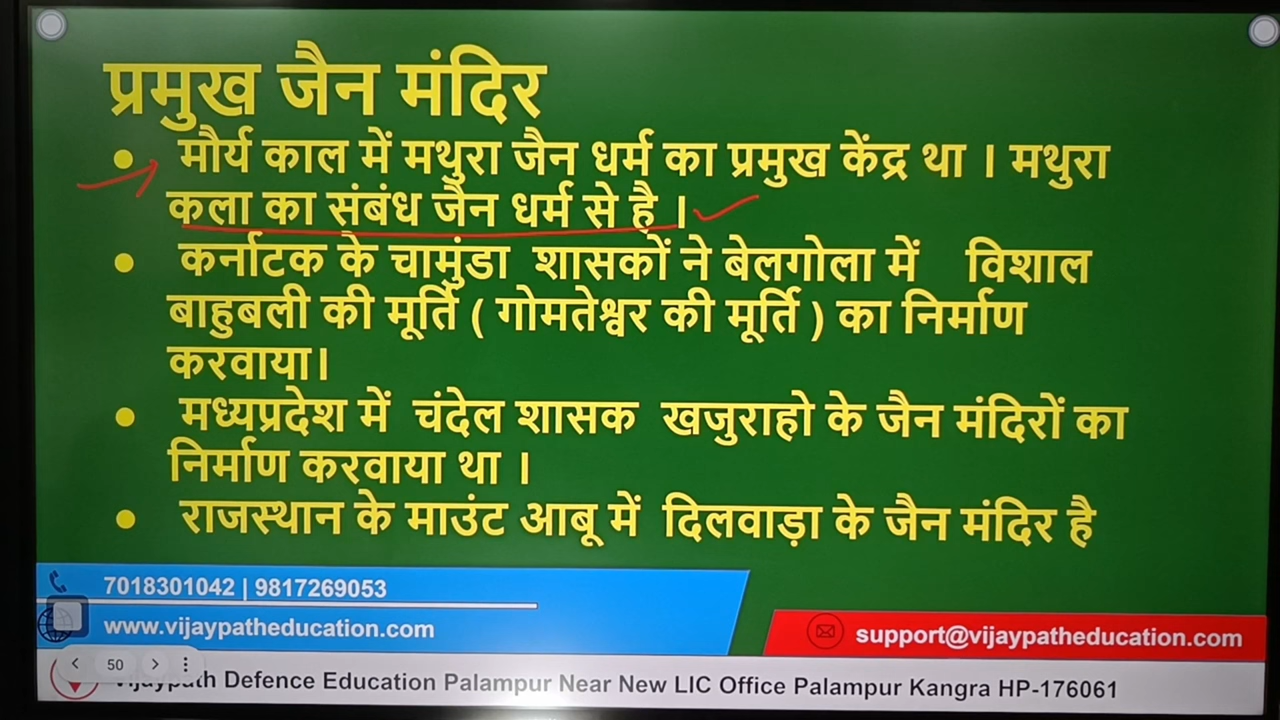 प्रमुख जैन मंदिर
• मौर्य काल में मथुरा जैन धर्म का प्रमुख केंद्र था । मथुरा
कला का संबंध जैन धर्म से है ।
• कर्नाटक के चामुंडा शासकों ने बेलगोला में विशाल
बाहुबली की मूर्ति ( गोमतेश्वर की मूर्ति ) का निर्माण
करवाया।
• मध्यप्रदेश में चंदेल शासक खजुराहो के जैन मंदिरों का
निर्माण करवाया था ।
• राजस्थान के माउंट आबू में दिलवाड़ा के जैन मंदिर है
7018301042 | 9817269053
www.vijaypatheducation.com
support@vijaypatheducation.com
50
Defence Education Palampur Near New LIC Office Palampur Kangra HP-176061